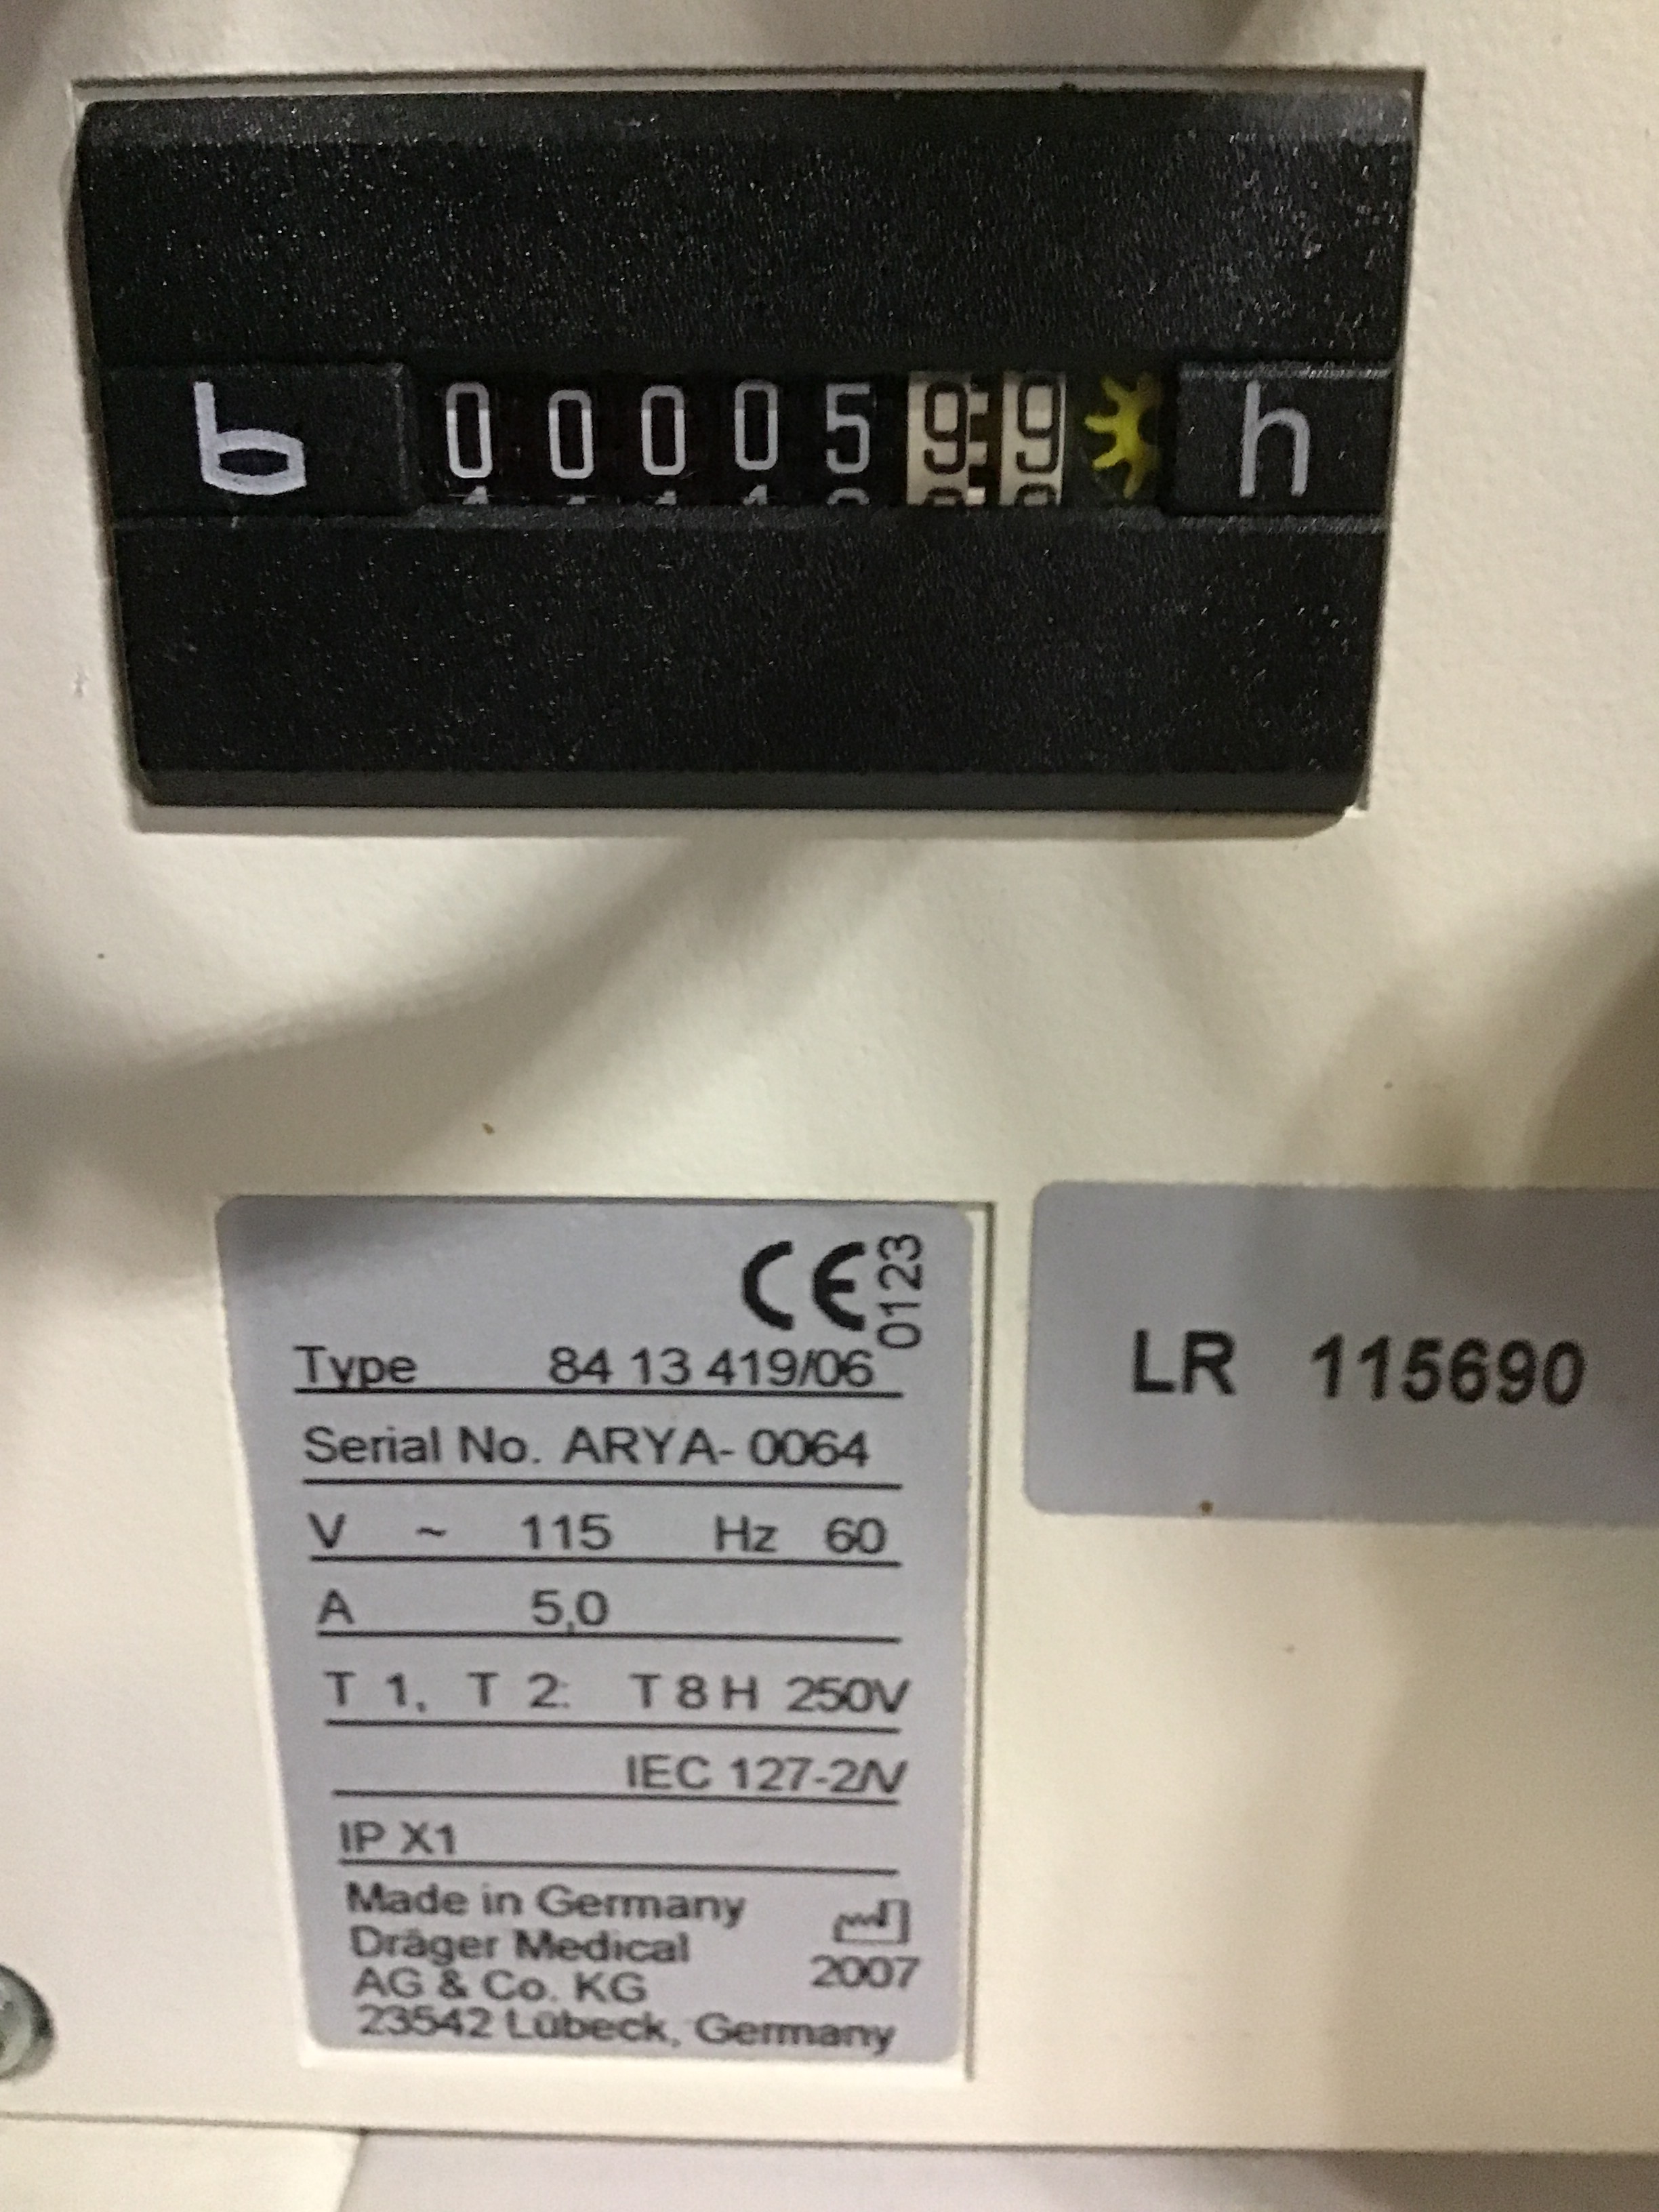 b 0000599 h
CE 0123
Type 84 13 419/06
Serial No. ARYA- 0064
V ~ 115 Hz 60
A 5,0
T 1, T 2: T 8 H 250V
IEC 127-2/V
IP X1
Made in Germany
Dräger Medical
AG & Co. KG
23542 Lübeck, Germany
2007
LR 115690